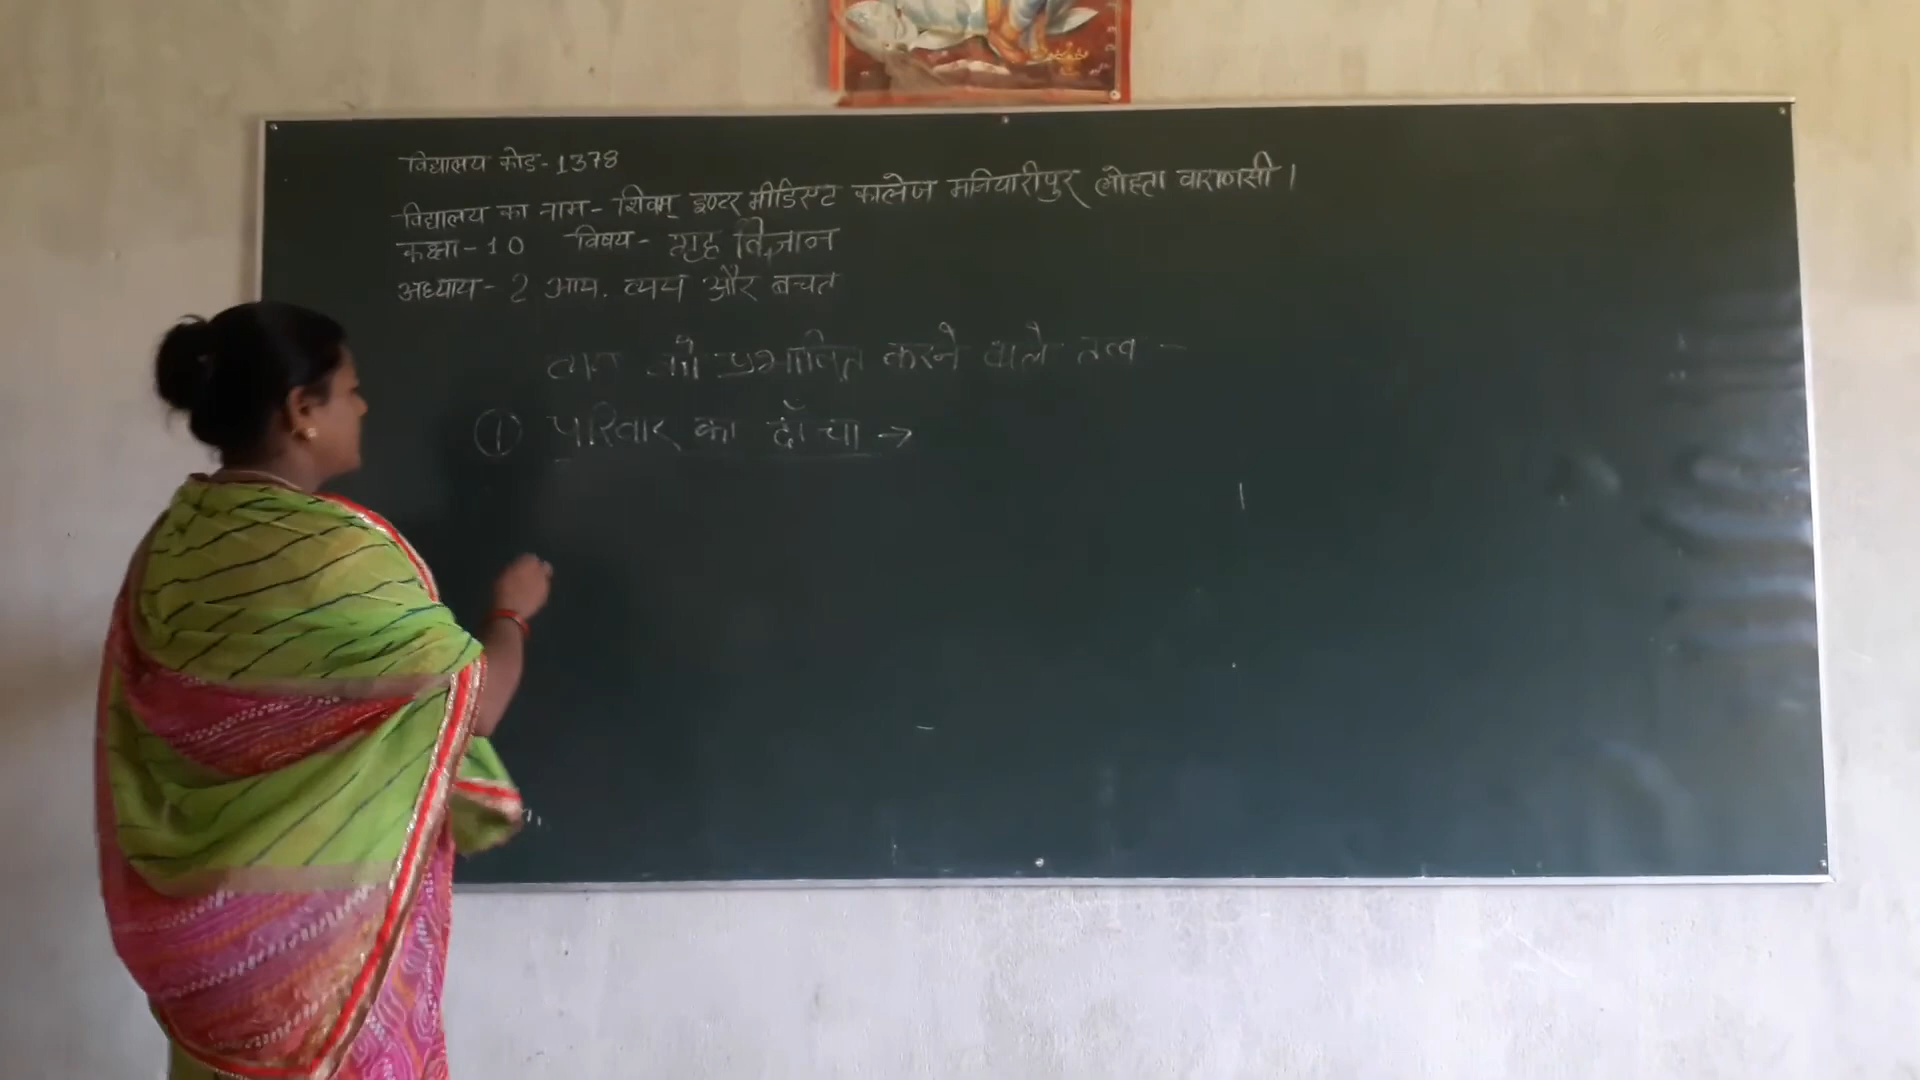 विद्यालय कोड-1378
विद्यालय का नाम- शिवम् इण्टर मीडिएट कालेज मनियारीपुर लोहता वाराणसी।
कक्षा-10 विषय- गृह विज्ञान
अध्याय-2 आय. व्यय और बचत
को प्रभावित करने वाले तत्व -
① परिवार का ढाँचा →